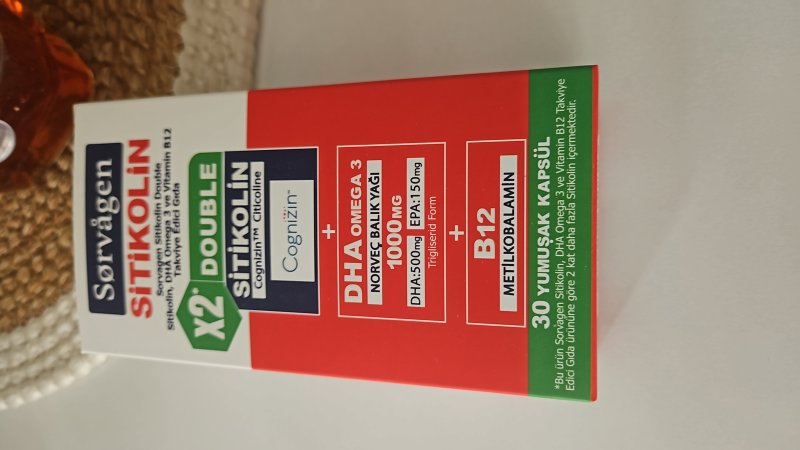 Sørvågen
SİTİKOLİN
Sorvagen Sitikolin Double
Sitikolin, DHA Omega 3 ve Vitamin B12
Takviye Edici Gıda
X2* DOUBLE
SİTİKOLİN
Cognizin™ Citicoline
Cognizin™
+
DHA OMEGA 3
NORVEÇ BALIK YAĞI
1000MG
DHA:500mg EPA:150mg
Trigliserid Form
+
B12
METİLKOBALAMİN
30 YUMUŞAK KAPSÜL
*Bu ürün Sorvagen Sitikolin, DHA Omega 3 ve Vitamin B12 Takviye
Edici Gıda ürününe göre 2 kat daha fazla Sitikolin içermektedir.